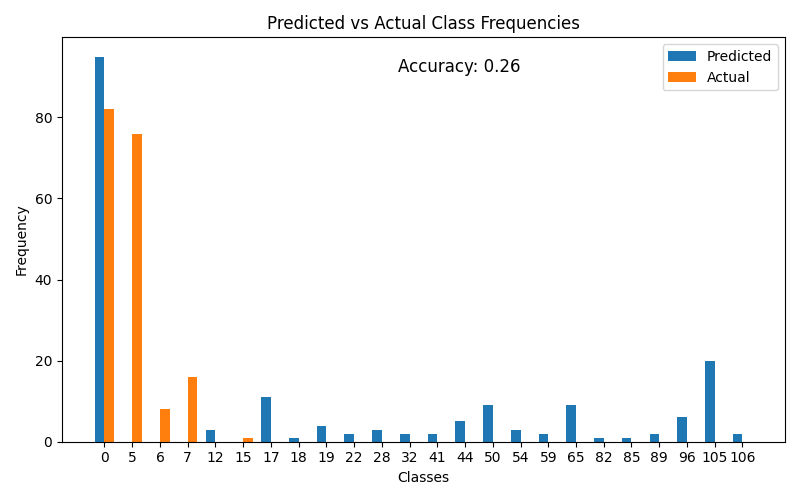 Predicted vs Actual Class Frequencies
Accuracy: 0.26
Predicted
Actual
Frequency
80
60
40
20
0
0 5 6 7 12 15 17 18 19 22 28 32 41 44 50 54 59 65 82 85 89 96 105 106
Classes